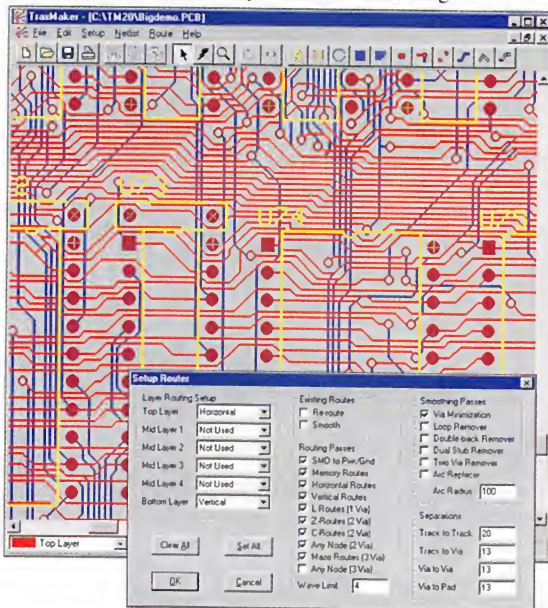 TraxMaker - [C:\TM20\Bigdemo.PCB]
File Edit Setup Netlist Route Help
U23
U24
U25
Setup Router
Layer Routing Setup
Top Layer Horizontal
Mid Layer 1 Not Used
Mid Layer 2 Not Used
Mid Layer 3 Not Used
Mid Layer 4 Not Used
Bottom Layer Vertical
Clear All
Set All
OK
Cancel
Existing Routes
Re-route
Smooth
Routing Passes
SMD to Pwr/Gnd
Memory Routes
Horizontal Routes
Vertical Routes
L-Routes (1 Via)
Z-Routes (2 Via)
C-Routes (2 Via)
Any Node (2 Via)
Maze Routes (3 Via)
Any Node (3 Via)
Wave Limit 4
Smoothing Passes
Via Minimization
Loop Remover
Double-back Remover
Dual Stub Remover
Two Via Remover
Arc Replacer
Arc Radius 100
Separations
Track to Track 20
Track to Via 13
Via to Via 13
Via to Pad 13
Top Layer